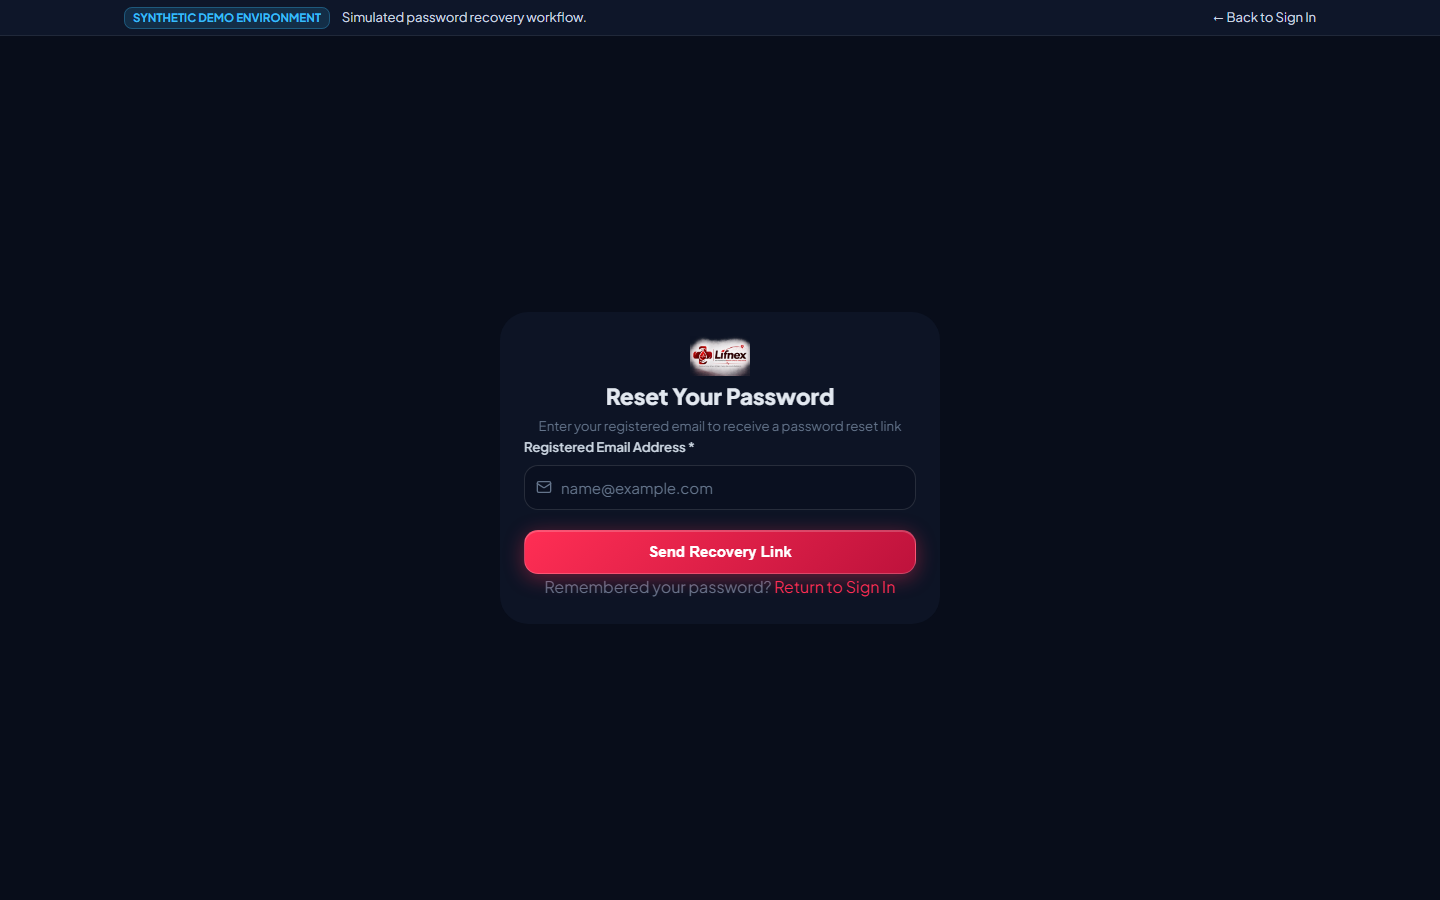 SYNTHETIC DEMO ENVIRONMENT Simulated password recovery workflow. ← Back to Sign In
Lifnex
Reset Your Password
Enter your registered email to receive a password reset link
Registered Email Address *
name@example.com
Send Recovery Link
Remembered your password? Return to Sign In